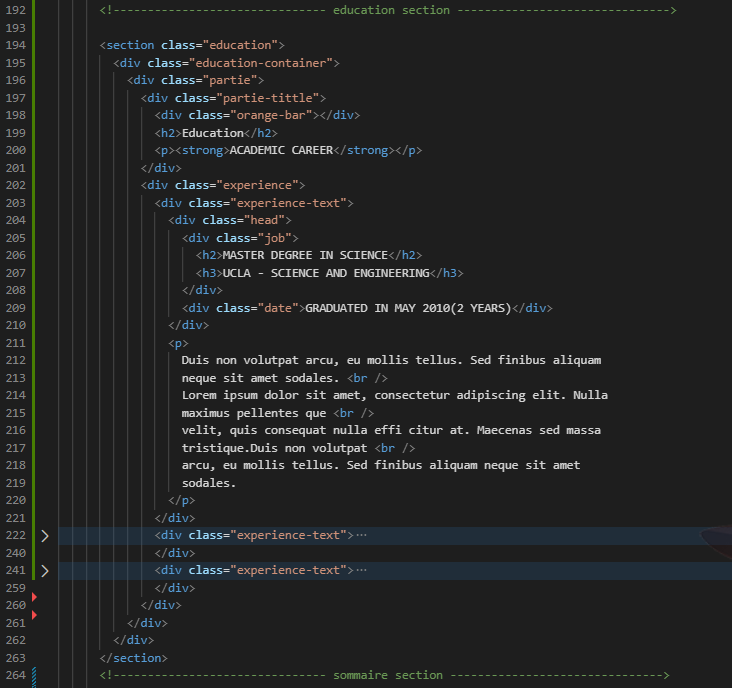 192 <!------------------------------- education section ------------------------------->
193
194 <section class="education">
195 <div class="education-container">
196 <div class="partie">
197 <div class="partie-tittle">
198 <div class="orange-bar"></div>
199 <h2>Education</h2>
200 <p><strong>ACADEMIC CAREER</strong></p>
201 </div>
202 <div class="experience">
203 <div class="experience-text">
204 <div class="head">
205 <div class="job">
206 <h2>MASTER DEGREE IN SCIENCE</h2>
207 <h3>UCLA - SCIENCE AND ENGINEERING</h3>
208 </div>
209 <div class="date">GRADUATED IN MAY 2010(2 YEARS)</div>
210 </div>
211 <p>
212 Duis non volutpat arcu, eu mollis tellus. Sed finibus aliquam
213 neque sit amet sodales. <br />
214 Lorem ipsum dolor sit amet, consectetur adipiscing elit. Nulla
215 maximus pellentes que <br />
216 velit, quis consequat nulla effi citur at. Maecenas sed massa
217 tristique.Duis non volutpat <br />
218 arcu, eu mollis tellus. Sed finibus aliquam neque sit amet
219 sodales.
220 </p>
221 </div>
222 <div class="experience-text">···
240 </div>
241 <div class="experience-text">···
259 </div>
260 </div>
261 </div>
262 </div>
263 </section>
264 <!------------------------------- sommaire section ------------------------------->